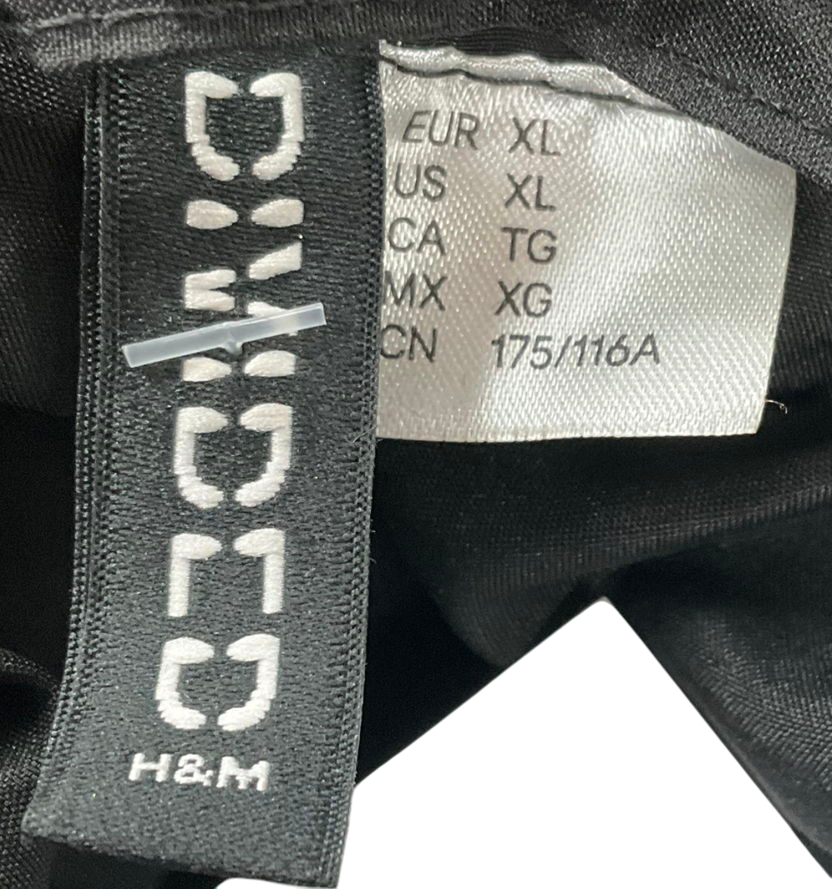 DIVIDED
H&M
EUR XL
US XL
CA TG
MX XG
CN 175/116A